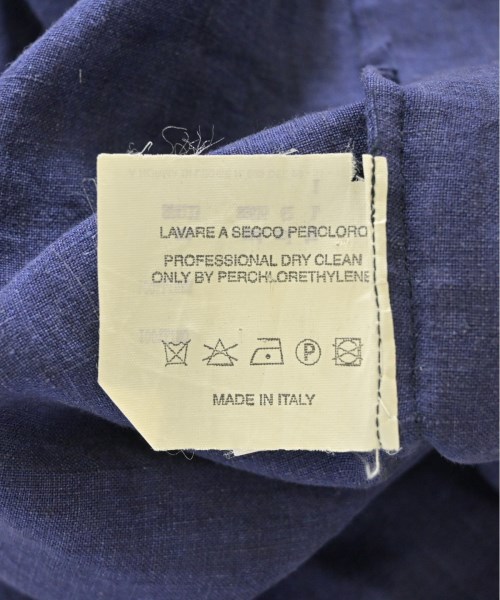 LAVARE A SECCO PERCLORO
PROFESSIONAL DRY CLEAN
ONLY BY PERCHLORETHYLENE
P
MADE IN ITALY